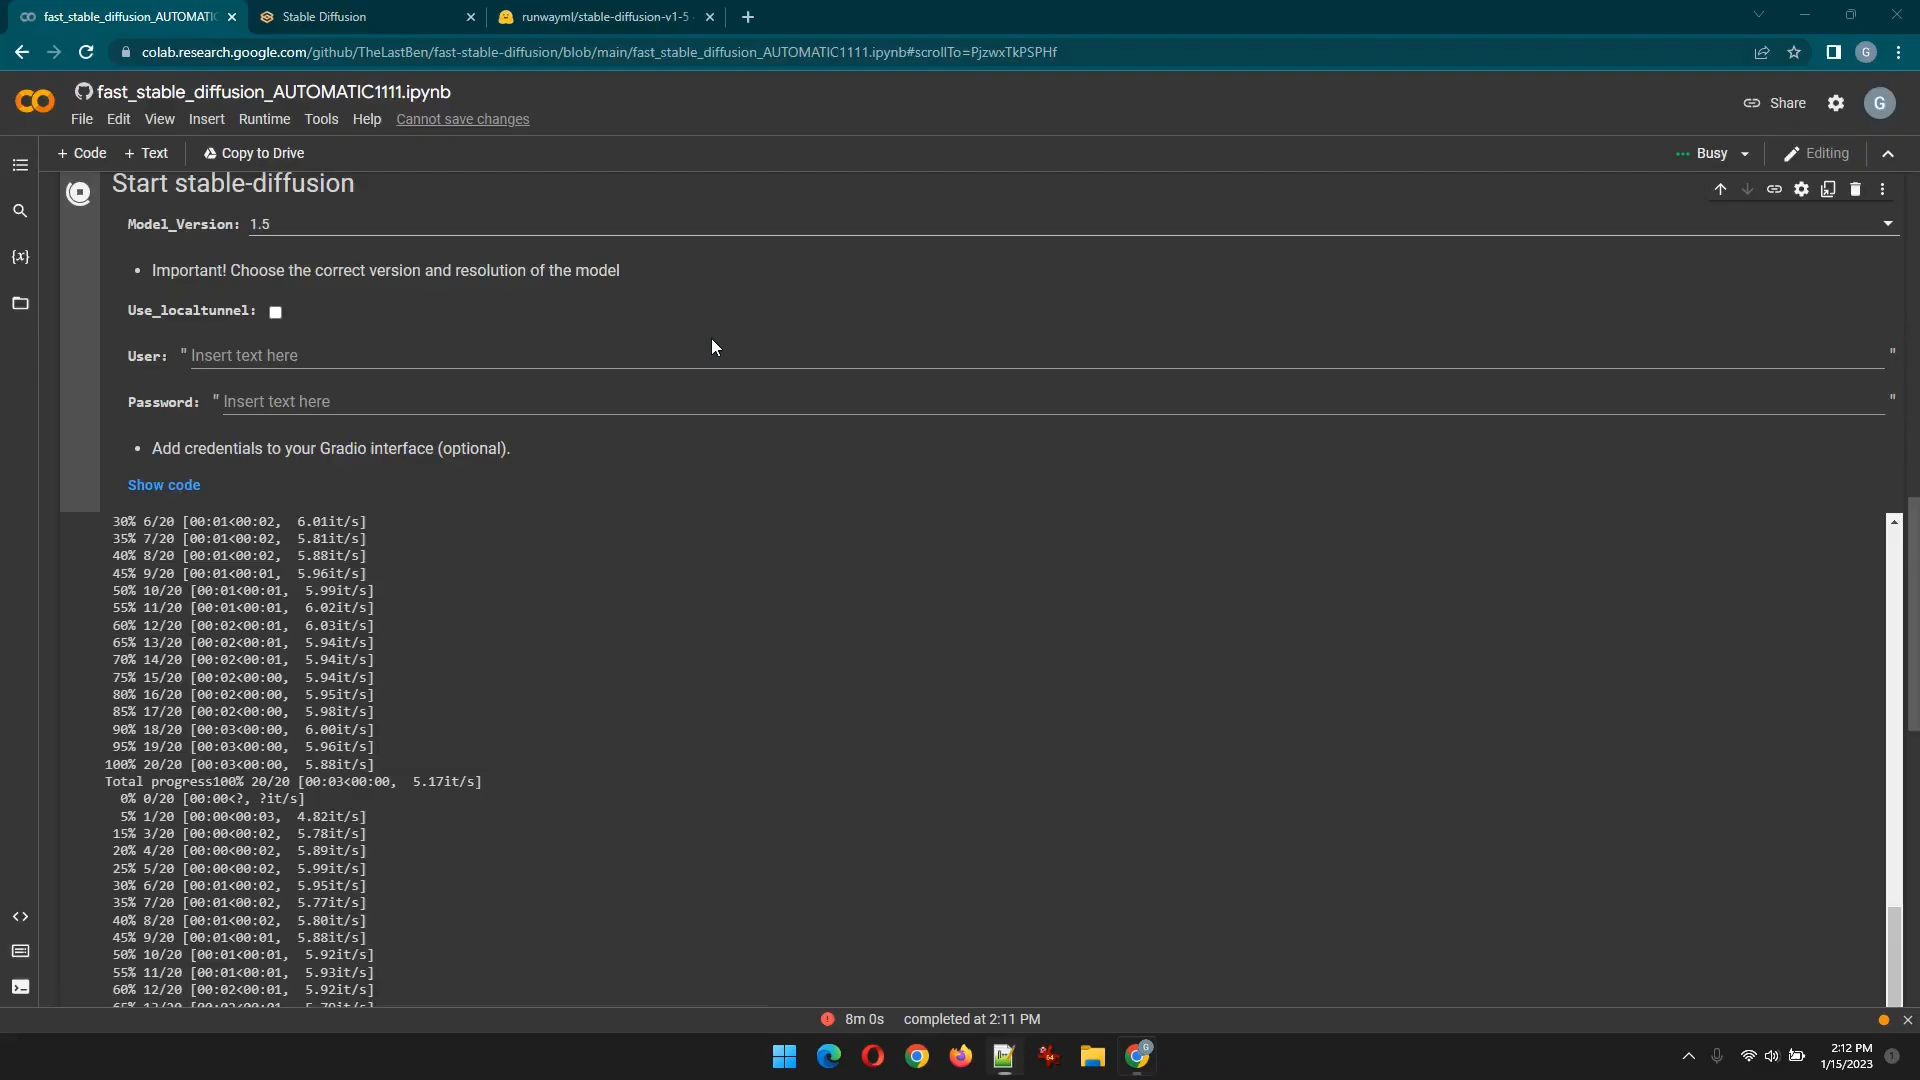 fast_stable_diffusion_AUTOMATIC
Stable Diffusion
runwayml/stable-diffusion-v1-5
colab.research.google.com/github/TheLastBen/fast-stable-diffusion/blob/main/fast_stable_diffusion_AUTOMATIC1111.ipynb#scrollTo=PjzwxTkPSPHf
G
fast_stable_diffusion_AUTOMATIC1111.ipynb
File Edit View Insert Runtime Tools Help Cannot save changes
Share
G
+ Code + Text Copy to Drive
Busy Editing
Start stable-diffusion
Model_Version: 1.5
• Important! Choose the correct version and resolution of the model
Use_localtunnel:
User: " Insert text here "
Password: " Insert text here "
• Add credentials to your Gradio interface (optional).
Show code
30% 6/20 [00:01<00:02, 6.01it/s]
35% 7/20 [00:01<00:02, 5.81it/s]
40% 8/20 [00:01<00:02, 5.88it/s]
45% 9/20 [00:01<00:01, 5.96it/s]
50% 10/20 [00:01<00:01, 5.99it/s]
55% 11/20 [00:01<00:01, 6.02it/s]
60% 12/20 [00:02<00:01, 6.03it/s]
65% 13/20 [00:02<00:01, 5.94it/s]
70% 14/20 [00:02<00:01, 5.94it/s]
75% 15/20 [00:02<00:00, 5.94it/s]
80% 16/20 [00:02<00:00, 5.95it/s]
85% 17/20 [00:02<00:00, 5.98it/s]
90% 18/20 [00:03<00:00, 6.00it/s]
95% 19/20 [00:03<00:00, 5.96it/s]
100% 20/20 [00:03<00:00, 5.88it/s]
Total progress100% 20/20 [00:03<00:00, 5.17it/s]
0% 0/20 [00:00<?, ?it/s]
5% 1/20 [00:00<00:03, 4.82it/s]
15% 3/20 [00:00<00:02, 5.78it/s]
20% 4/20 [00:00<00:02, 5.89it/s]
25% 5/20 [00:00<00:02, 5.99it/s]
30% 6/20 [00:01<00:02, 5.95it/s]
35% 7/20 [00:01<00:02, 5.77it/s]
40% 8/20 [00:01<00:02, 5.80it/s]
45% 9/20 [00:01<00:01, 5.88it/s]
50% 10/20 [00:01<00:01, 5.92it/s]
55% 11/20 [00:01<00:01, 5.93it/s]
60% 12/20 [00:02<00:01, 5.92it/s]
8m 0s completed at 2:11 PM
2:12 PM
1/15/2023